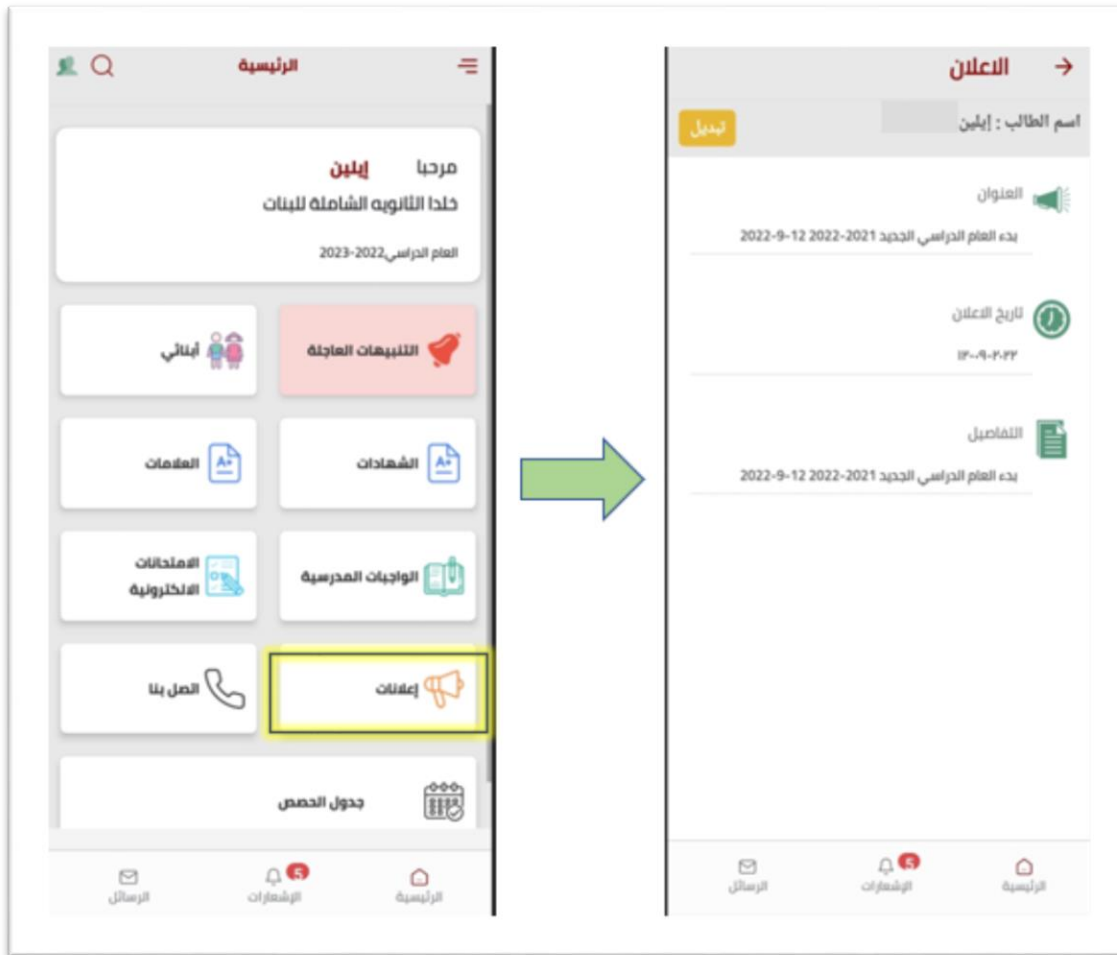 الرئيسية
مرحبا إيلين
خلدا الثانويه الشاملة للبنات
العام الدراسي,2022-2023
التنبيهات العاجلة
أبنائي
الشهادات
A+
العلامات
A+
الواجبات المدرسية
الامتحانات
الالكترونية
إعلانات
اتصل بنا
جدول الحصص
الرئيسية
5
الإشعارات
الرسائل
الاعلان
اسم الطالب : إيلين
تبديل
العنوان
بدء العام الدراسي الجديد 2021-2022 12-9-2022
تاريخ الاعلان
التفاصيل
بدء العام الدراسي الجديد 2021-2022 12-9-2022
الرئيسية
5
الإشعارات
الرسائل